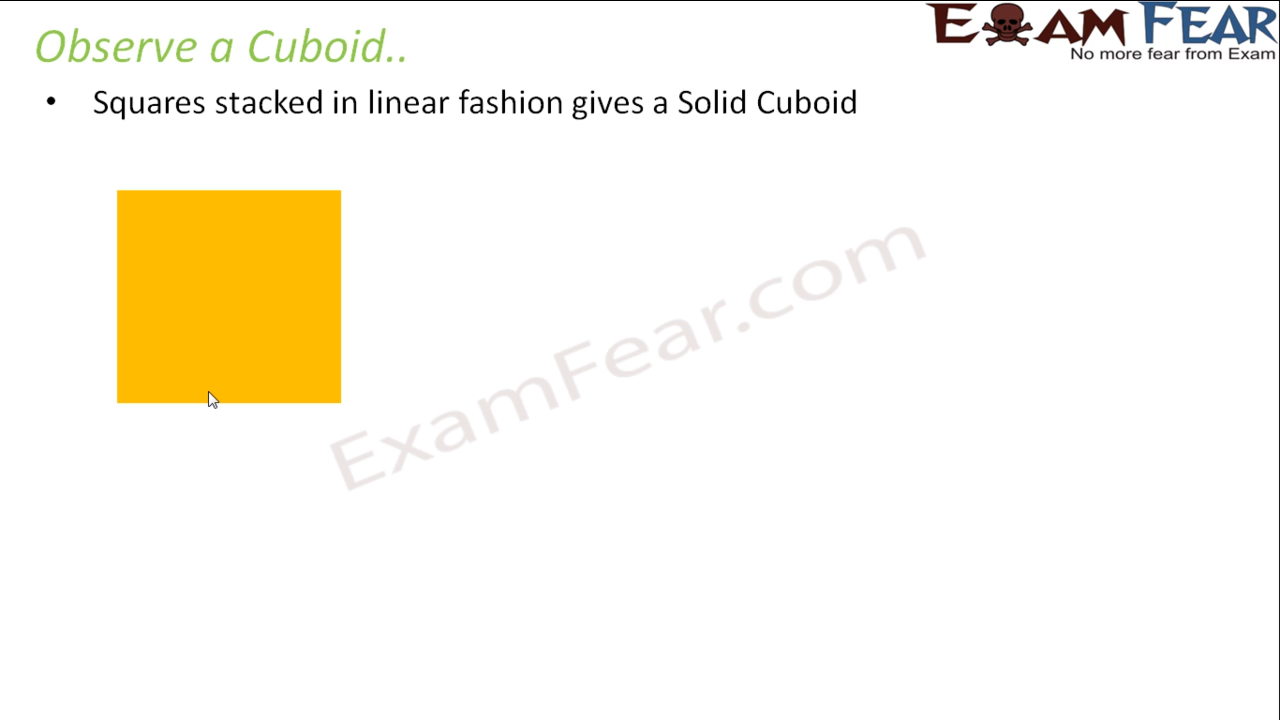 Observe a Cuboid..
EXAM FEAR
No more fear from Exam
• Squares stacked in linear fashion gives a Solid Cuboid
ExamFear.com